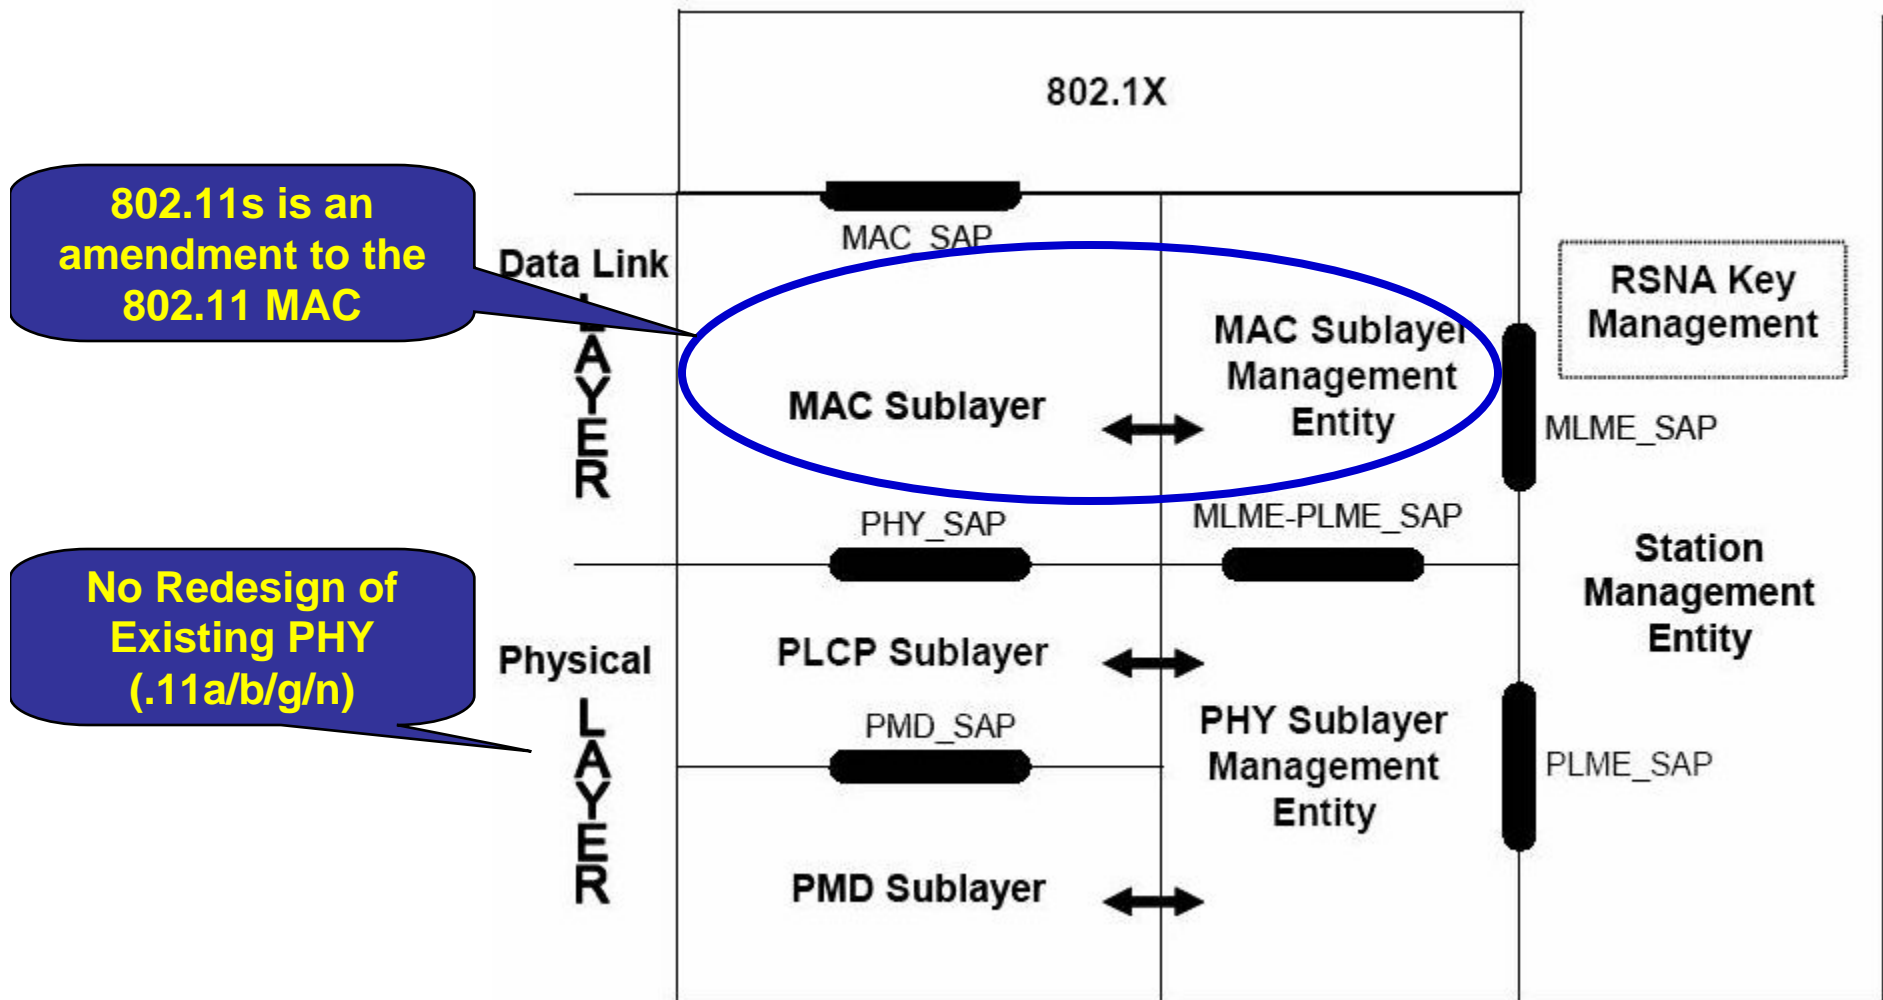 802.1X
802.11s is an
amendment to the
802.11 MAC
MAC_SAP
Data Link
LAYER
MAC Sublayer
MAC Sublayer
Management
Entity
RSNA Key
Management
MLME_SAP
PHY_SAP
MLME-PLME_SAP
Station
Management
Entity
No Redesign of
Existing PHY
(.11a/b/g/n)
Physical
LAYER
PLCP Sublayer
PMD_SAP
PHY Sublayer
Management
Entity
PLME_SAP
PMD Sublayer